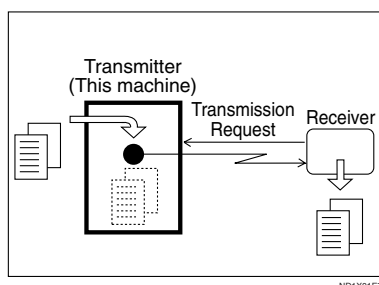 Transmitter
(This machine)
Transmission
Request
Receiver